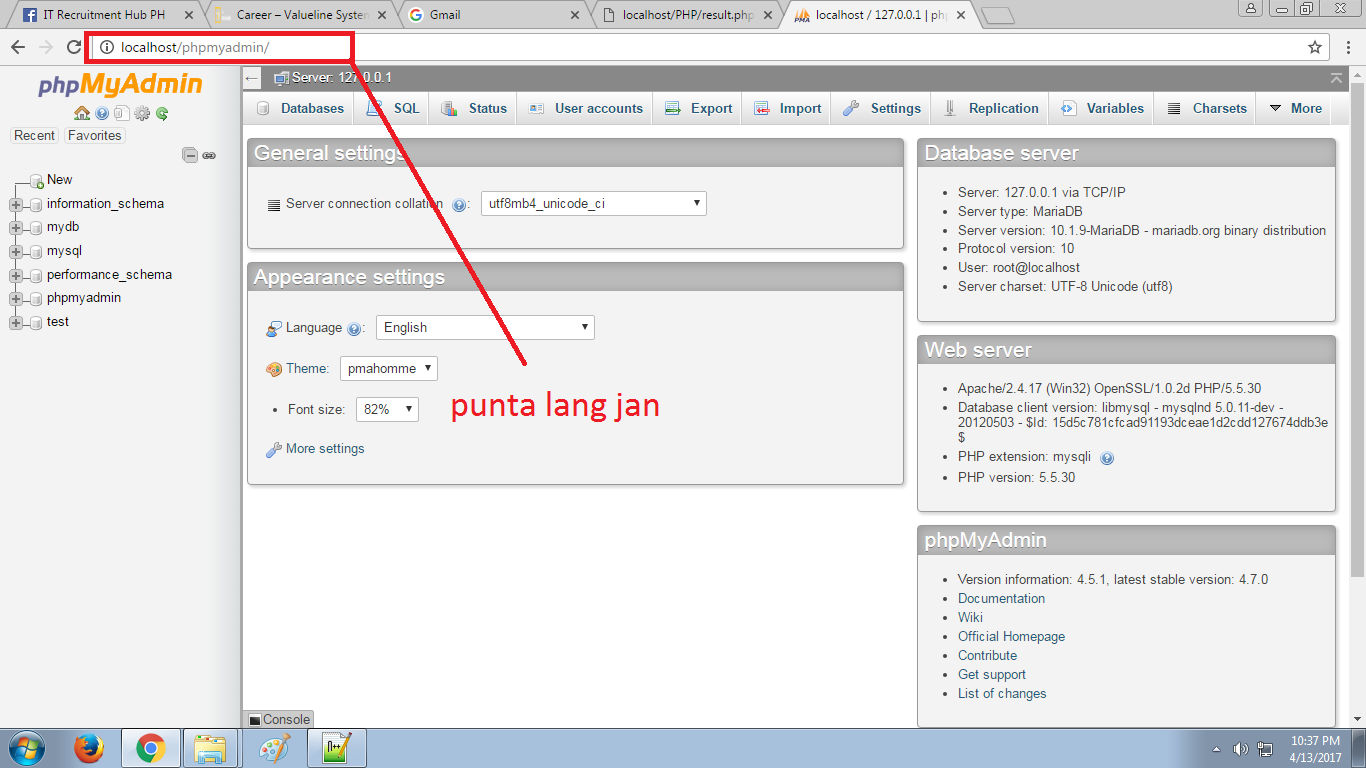 IT Recruitment Hub PH
Career – Valueline System
Gmail
localhost/PHP/result.php
localhost / 127.0.0.1 | ph
localhost/phpmyadmin/
phpMyAdmin
Recent Favorites
New
information_schema
mydb
mysql
performance_schema
phpmyadmin
test
Server: 127.0.0.1
Databases
SQL
Status
User accounts
Export
Import
Settings
Replication
Variables
Charsets
More
General settings
Server connection collation :
utf8mb4_unicode_ci
Appearance settings
Language :
English
Theme:
pmahomme
Font size:
82%
More settings
punta lang jan
Database server
Server: 127.0.0.1 via TCP/IP
Server type: MariaDB
Server version: 10.1.9-MariaDB - mariadb.org binary distribution
Protocol version: 10
User: root@localhost
Server charset: UTF-8 Unicode (utf8)
Web server
Apache/2.4.17 (Win32) OpenSSL/1.0.2d PHP/5.5.30
Database client version: libmysql - mysqlnd 5.0.11-dev -
20120503 - $Id: 15d5c781cfcad91193dceae1d2cdd127674ddb3e
$
PHP extension: mysqli
PHP version: 5.5.30
phpMyAdmin
Version information: 4.5.1, latest stable version: 4.7.0
Documentation
Wiki
Official Homepage
Contribute
Get support
List of changes
Console
10:37 PM
4/13/2017